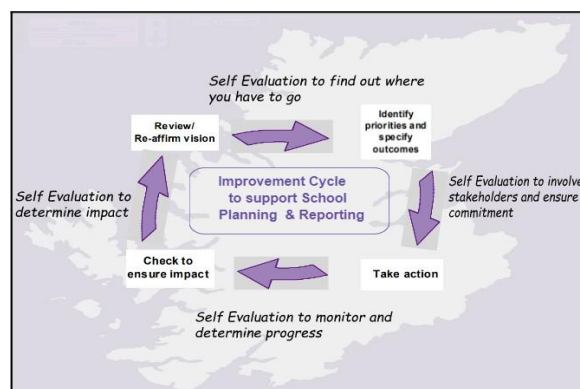 Self Evaluation to find out where
you have to go
Review/
Re-affirm vision
Identify
priorities and
specify
outcomes
Improvement Cycle
to support School
Planning & Reporting
Self Evaluation to
determine impact
Self Evaluation to involve
stakeholders and ensure
commitment
Check to
ensure impact
Take action
Self Evaluation to monitor and
determine progress